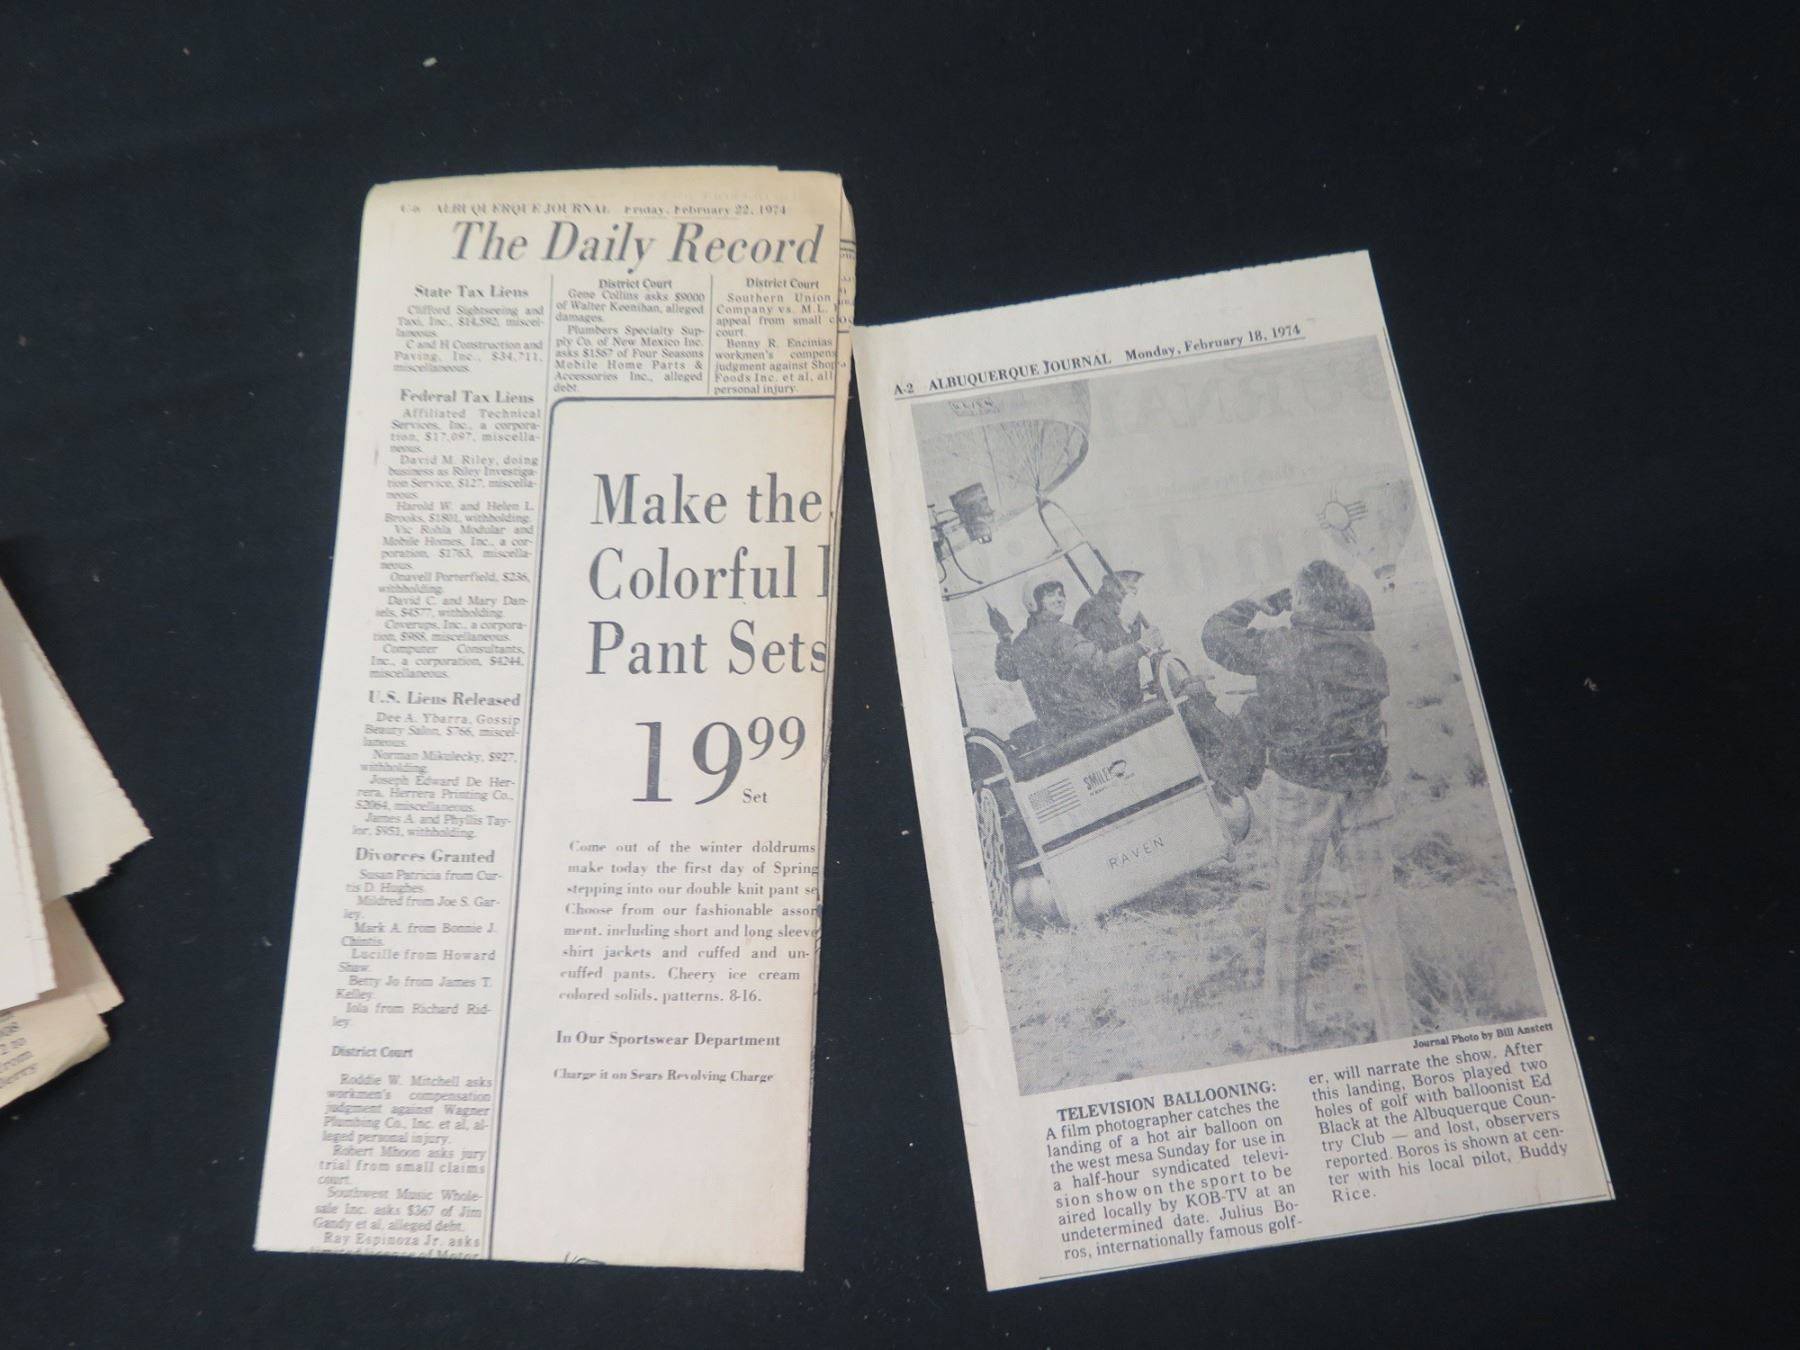 C-6 ALBUQUERQUE JOURNAL Friday, February 22, 1974
The Daily Record
State Tax Liens
Clifford Sightseeing and
Taxi, Inc., $14,592, miscel-
laneous.
C and H Construction and
Paving, Inc., $34,711,
miscellaneous.
Federal Tax Liens
Affiliated Technical
Services, Inc., a corpora-
tion, $17,097, miscella-
neous.
David M. Riley, doing
business as Riley Investiga-
tion Service, $127, miscella-
neous.
Harold W. and Helen L.
Brooks, $1801, withholding.
Vic Rohla Modular and
Mobile Homes, Inc., a cor-
poration, $1763, miscella-
neous.
Onavell Porterfield, $236,
withholding.
David C. and Mary Dan-
iels, $4577, withholding.
Coverups, Inc., a corpora-
tion, $988, miscellaneous.
Computer Consultants,
Inc., a corporation, $4244,
miscellaneous.
U.S. Liens Released
Dee A. Ybarra, Gossip
Beauty Salon, $766, miscel-
laneous.
Norman Mikulecky, $927,
withholding.
Joseph Edward De Her-
rera, Herrera Printing Co.,
$2064, miscellaneous.
James A. and Phyllis Tay-
lor, $951, withholding.
Divorces Granted
Susan Patricia from Cur-
tis D. Hughes.
Mildred from Joe S. Gar-
ley.
Mark A. from Bonnie J.
Chintis.
Lucille from Howard
Shaw.
Betty Jo from James T.
Kelley.
Iola from Richard Rid-
ley.
District Court
Roddie W. Mitchell asks
workmen's compensation
judgment against Wagner
Plumbing Co., Inc. et al, al-
leged personal injury.
Robert Mhoon asks jury
trial from small claims
court.
Southwest Music Whole-
sale Inc. asks $367 of Jim
Gandy et al, alleged debt.
Ray Espinoza Jr. asks
limited license of Motor
District Court
Gene Collins asks $9000
of Walter Keenihan, alleged
damages.
Plumbers Specialty Sup-
ply Co. of New Mexico Inc.
asks $1567 of Four Seasons
Mobile Home Parts &
Accessories Inc., alleged
debt.
District Court
Southern Union
Company vs. M.L.
appeal from small c
court.
Benny R. Encinias
workmen's compens
judgment against Shop
Foods Inc. et al, all
personal injury.
Make the
Colorful
Pant Sets
19 99
Set
Come out of the winter doldrums
make today the first day of Spring
stepping into our double knit pant se
Choose from our fashionable assor
ment, including short and long sleeve
shirt jackets and cuffed and un-
cuffed pants. Cheery ice cream
colored solids, patterns. 8-16.
In Our Sportswear Department
Charge it on Sears Revolving Charge
A-2 ALBUQUERQUE JOURNAL Monday, February 18, 1974
SMILE
RAVEN
Journal Photo by Bill Anstett
TELEVISION BALLOONING:
A film photographer catches the
landing of a hot air balloon on
the west mesa Sunday for use in
a half-hour syndicated televi-
sion show on the sport to be
aired locally by KOB-TV at an
undetermined date. Julius Bo-
ros, internationally famous golf-
er, will narrate the show. After
this landing, Boros played two
holes of golf with balloonist Ed
Black at the Albuquerque Coun-
try Club — and lost, observers
reported. Boros is shown at cen-
ter with his local pilot, Buddy
Rice.